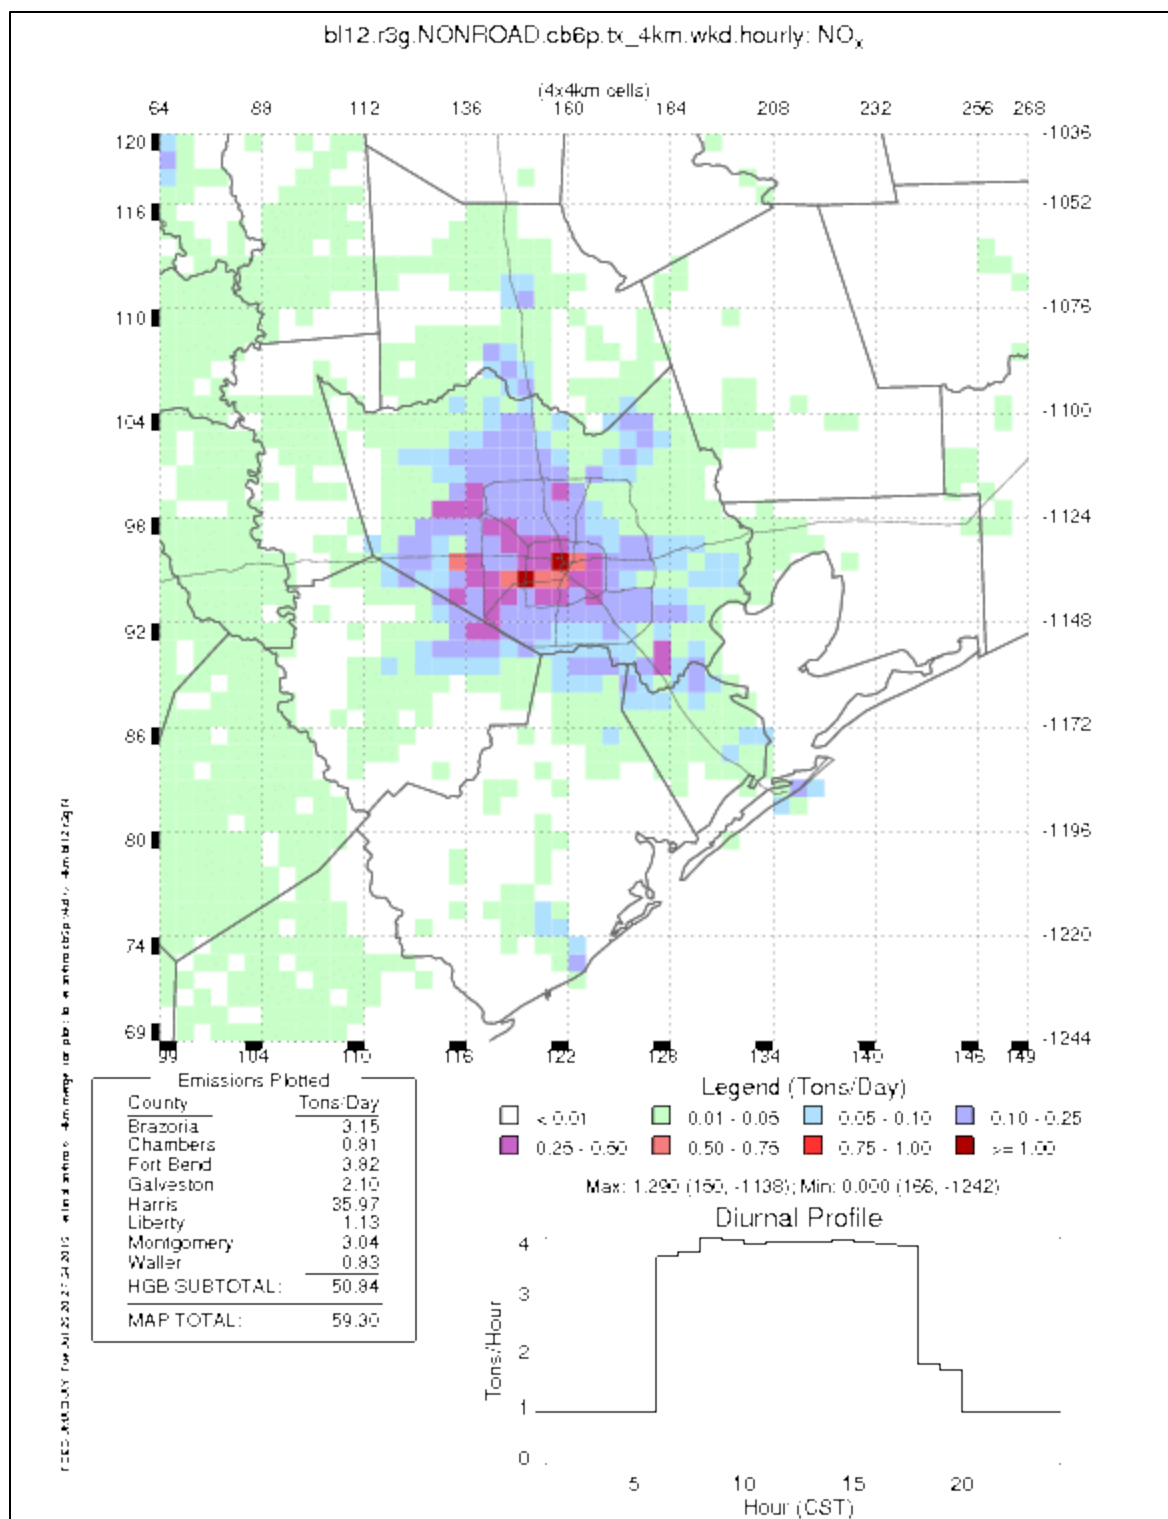 bl12.r3g.NONROAD.cb6p.tx_4km.wkd.hourly: NOx
(4x4km cells)
64 88 112 136 160 184 208 232 256 268
120 -1036
116 -1052
110 -1076
104 -1100
98 -1124
92 -1148
86 -1172
80 -1196
74 -1220
69 -1244
99 104 110 116 122 128 134 140 146 149
Emissions Plotted
County Tons/Day
Brazoria 3.15
Chambers 0.81
Fort Bend 3.82
Galveston 2.10
Harris 35.97
Liberty 1.13
Montgomery 3.04
Waller 0.83
HGB SUBTOTAL: 50.84
MAP TOTAL: 59.30
Legend (Tons/Day)
< 0.01 0.01 - 0.05 0.05 - 0.10 0.10 - 0.25
0.25 - 0.50 0.50 - 0.75 0.75 - 1.00 >= 1.00
Max: 1.290 (160, -1138); Min: 0.000 (166, -1242)
Diurnal Profile
Tons/Hour
4
3
2
1
0
5 10 15 20
Hour (CST)